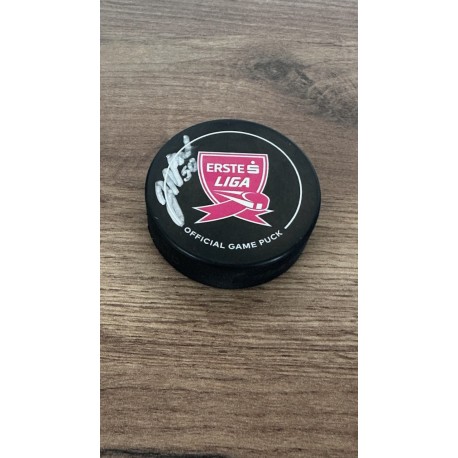 ERSTE S
LIGA
OFFICIAL GAME PUCK